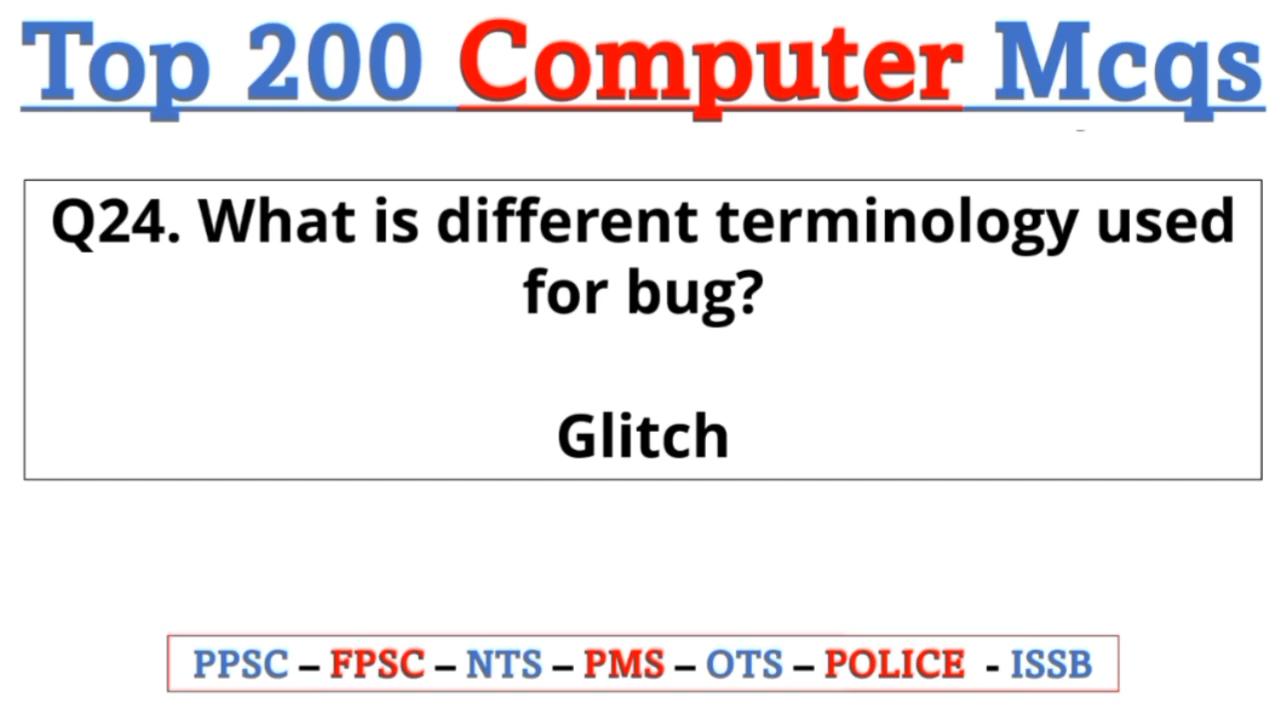 Top 200 Computer Mcqs
Q24. What is different terminology used
for bug?
Glitch
PPSC – FPSC – NTS – PMS – OTS – POLICE - ISSB